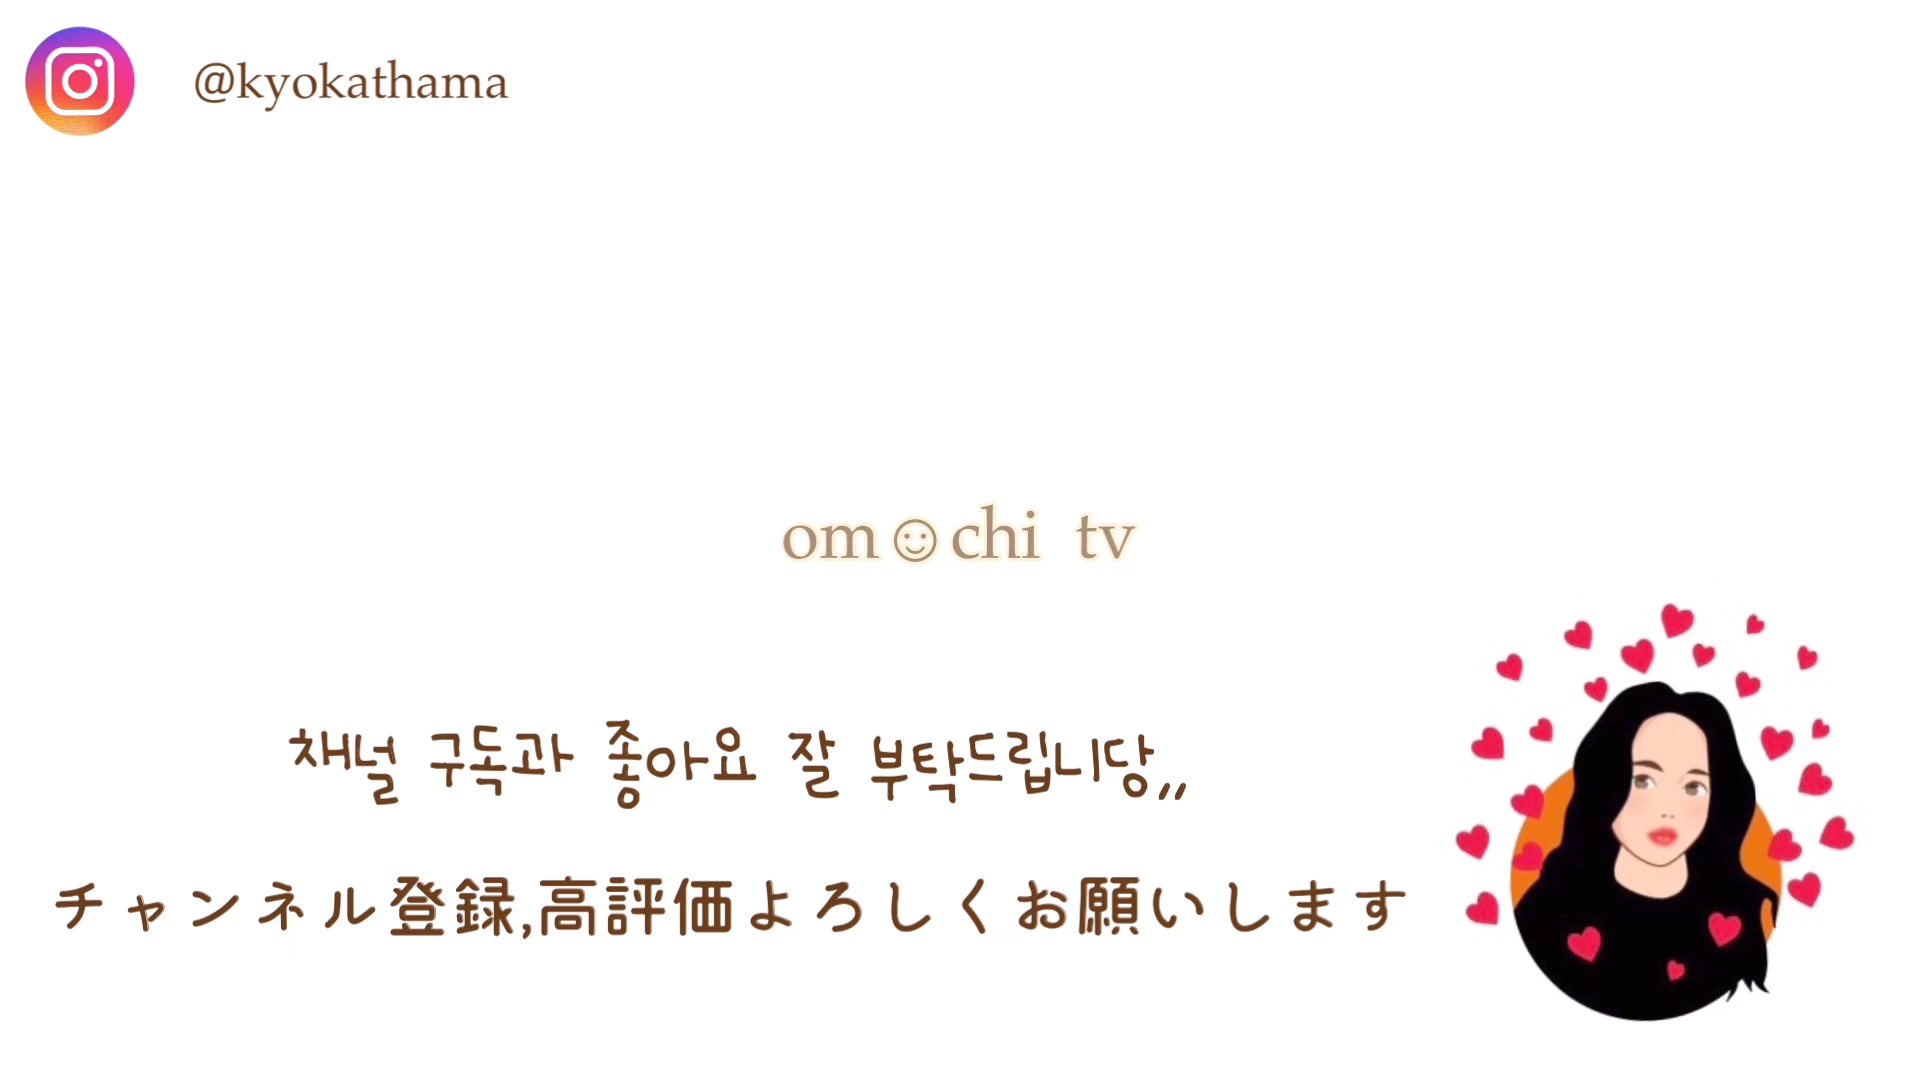 @kyokathama
om☺chi tv
채널 구독과 좋아요 잘 부탁드립니당,,
チャンネル登録,高評価よろしくお願いします